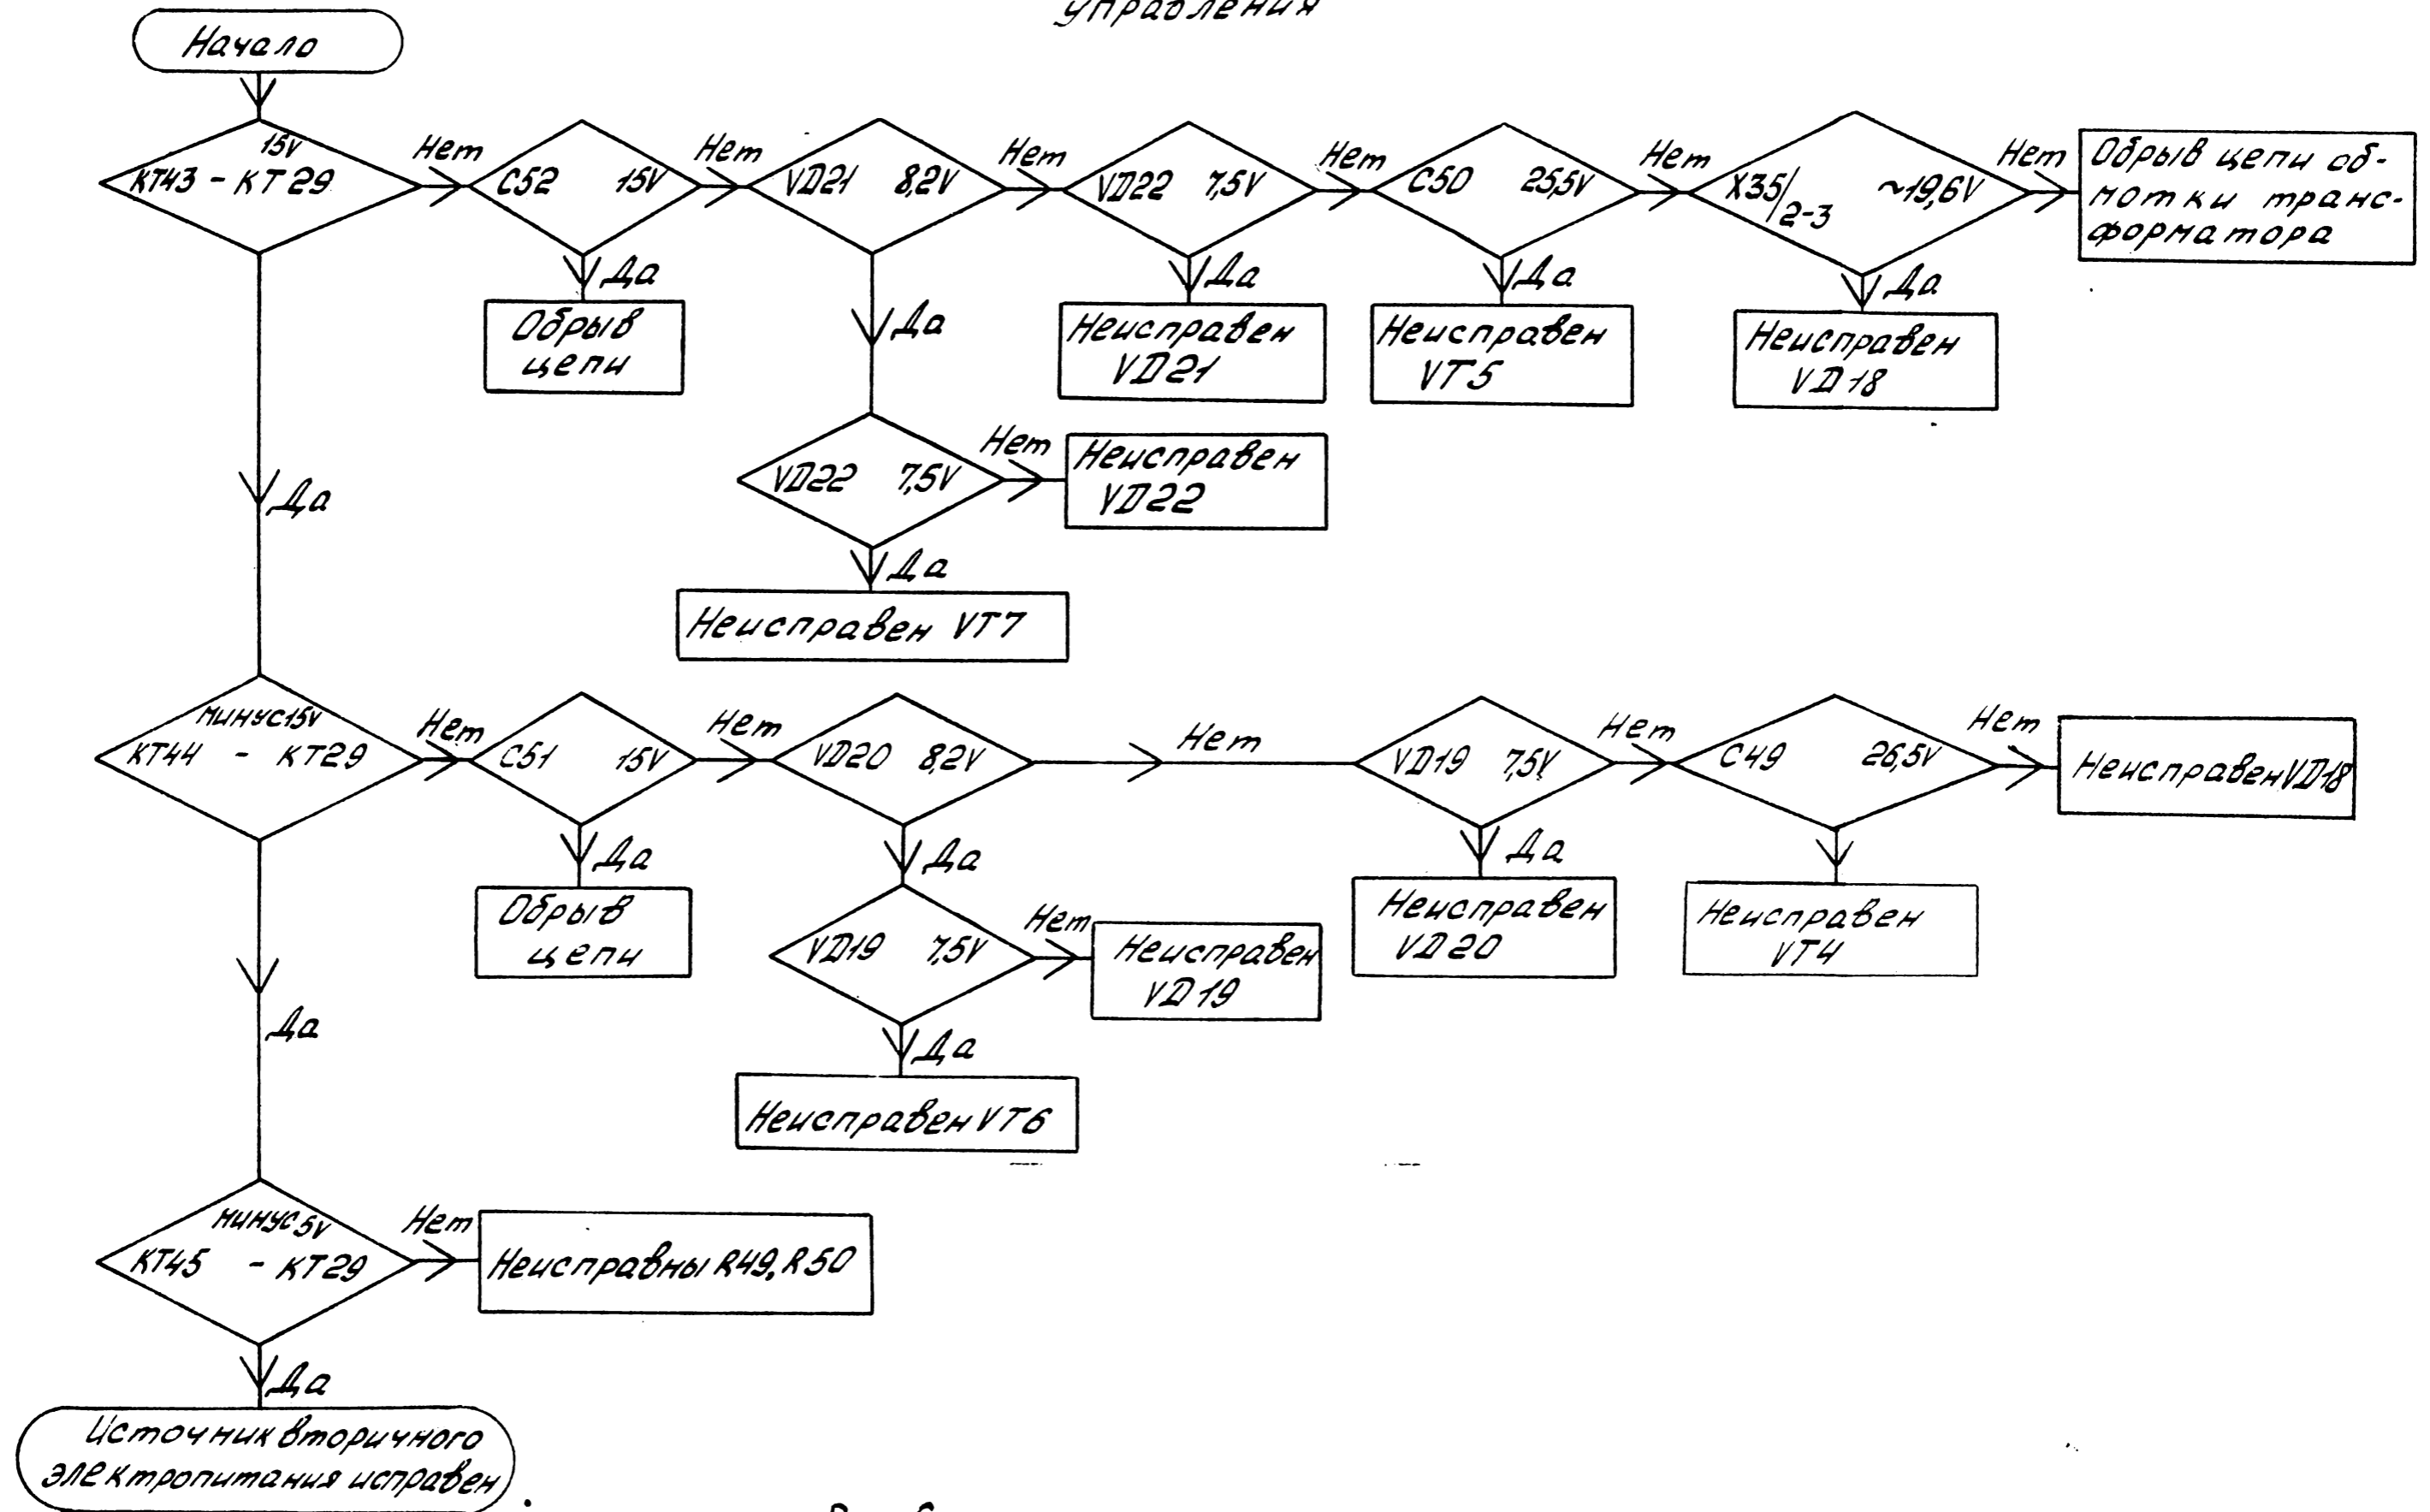 управления
Начало
15V
КТ43 - КТ29
Нет
С52 15V
Нет
VD21 8,2V
Нет
VD22 7,5V
Нет
С50 25,5V
Нет
Х35/2-3 ~19,6V
Нет
Обрыв цепи об-
мотки транс-
форматора
Да
Обрыв
цепи
Да
Да
Неисправен
VD21
Да
Неисправен
VT5
Да
Неисправен
VD18
VD22 7,5V
Нет
Неисправен
VD22
Да
Да
Неисправен VT7
минус 15V
КТ44 - КТ29
Нет
С51 15V
Нет
VD20 8,2V
Нет
VD19 7,5V
Нет
С49 26,5V
Нет
Неисправен VD18
Да
Обрыв
цепи
Да
Да
Неисправен
VD20
Неисправен
VT4
VD19 7,5V
Нет
Неисправен
VD19
Да
Да
Неисправен VT6
минус 5V
КТ45 - КТ29
Нет
Неисправны R49, R50
Да
Источник вторичного
электропитания исправен